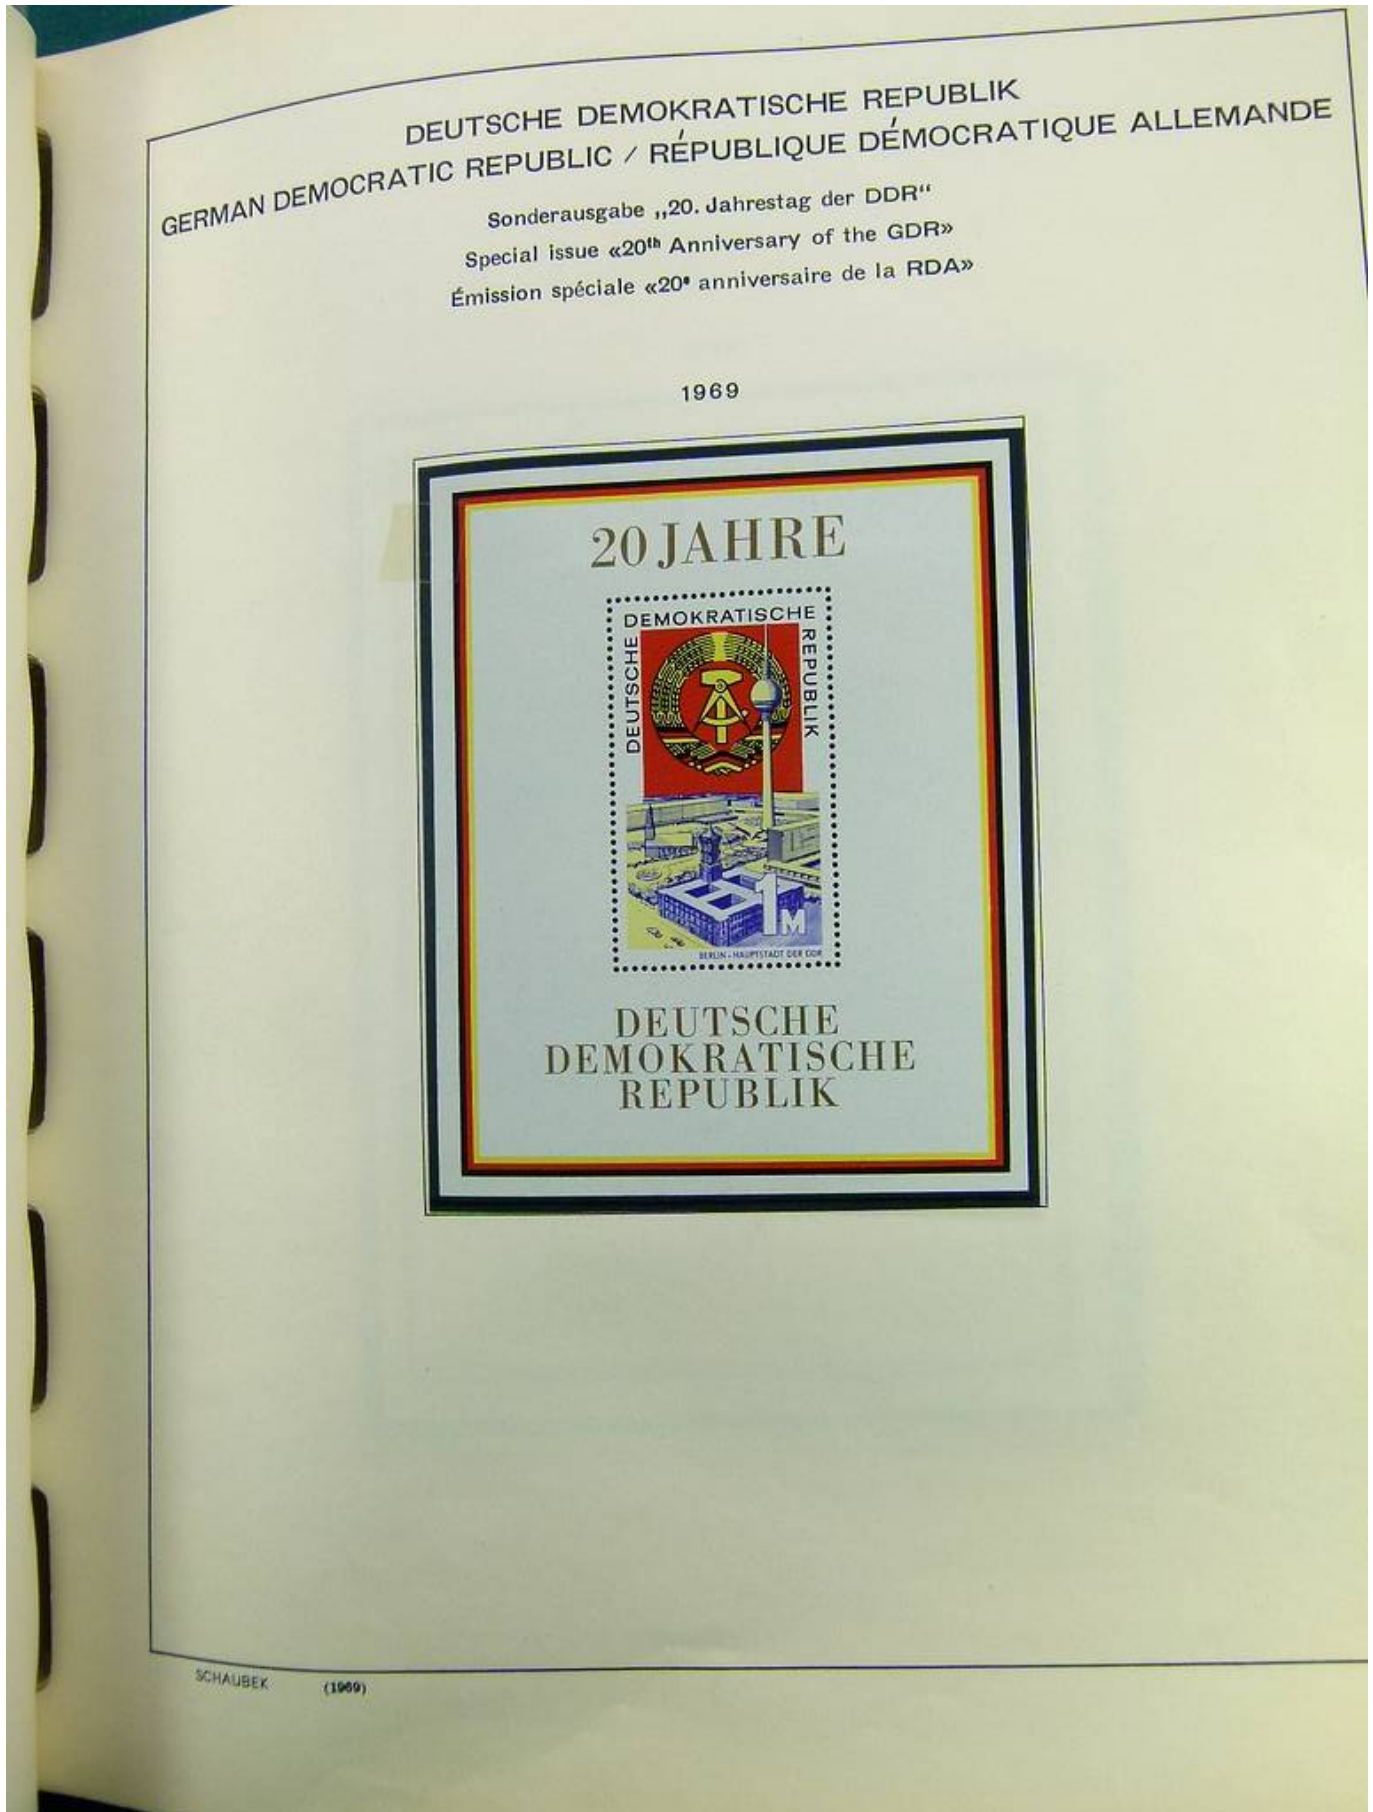 DEUTSCHE DEMOKRATISCHE REPUBLIK
GERMAN DEMOCRATIC REPUBLIC / RÉPUBLIQUE DÉMOCRATIQUE ALLEMANDE
Sonderausgabe „20. Jahrestag der DDR“
Special issue «20th Anniversary of the GDR»
Émission spéciale «20e anniversaire de la RDA»
1969
20 JAHRE
DEUTSCHE DEMOKRATISCHE REPUBLIK
1 M
BERLIN – HAUPTSTADT DER DDR
DEUTSCHE
DEMOKRATISCHE
REPUBLIK
SCHAUBEK (1969)